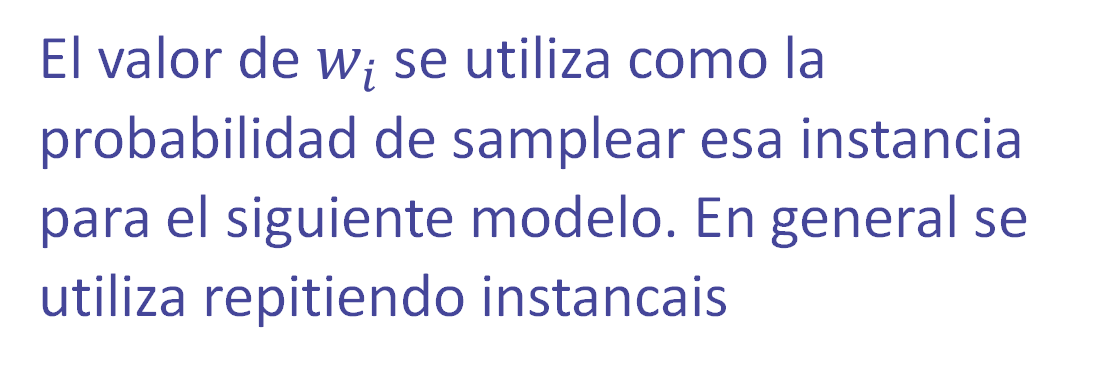 El valor de $w_i$ se utiliza como la
probabilidad de samplear esa instancia
para el siguiente modelo. En general se
utiliza repitiendo instancais